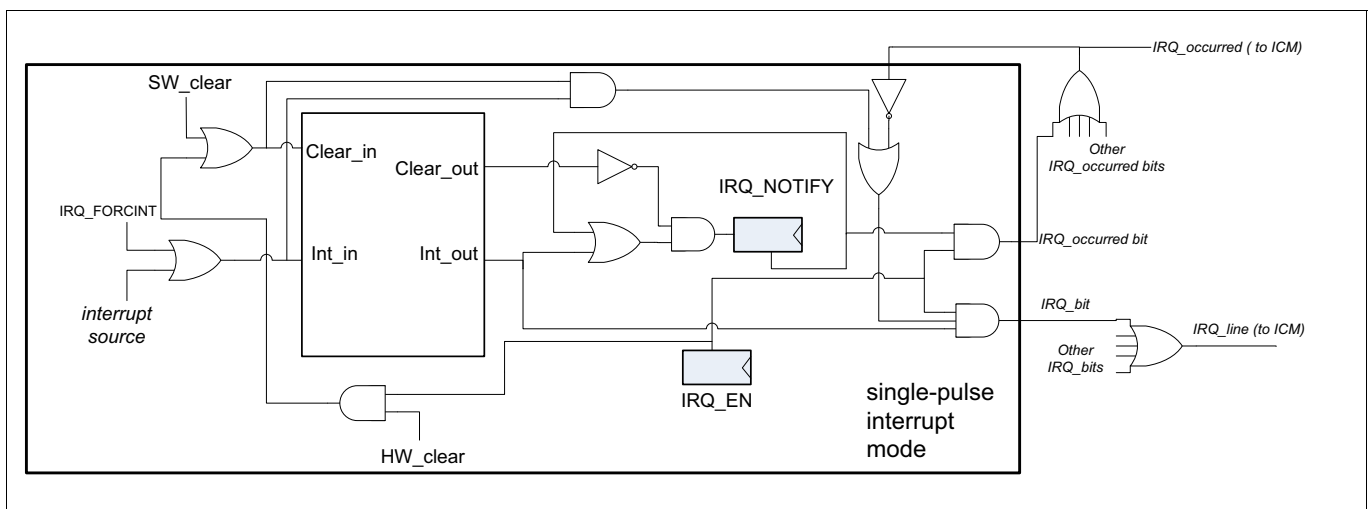 IRQ_occurred ( to ICM)
SW_clear
Other
IRQ_occurred bits
Clear_in
Clear_out
IRQ_NOTIFY
IRQ_FORCINT
IRQ_occurred bit
Int_in
Int_out
interrupt
source
IRQ_bit
IRQ_line (to ICM)
Other
IRQ_bits
IRQ_EN
single-pulse
interrupt
mode
HW_clear